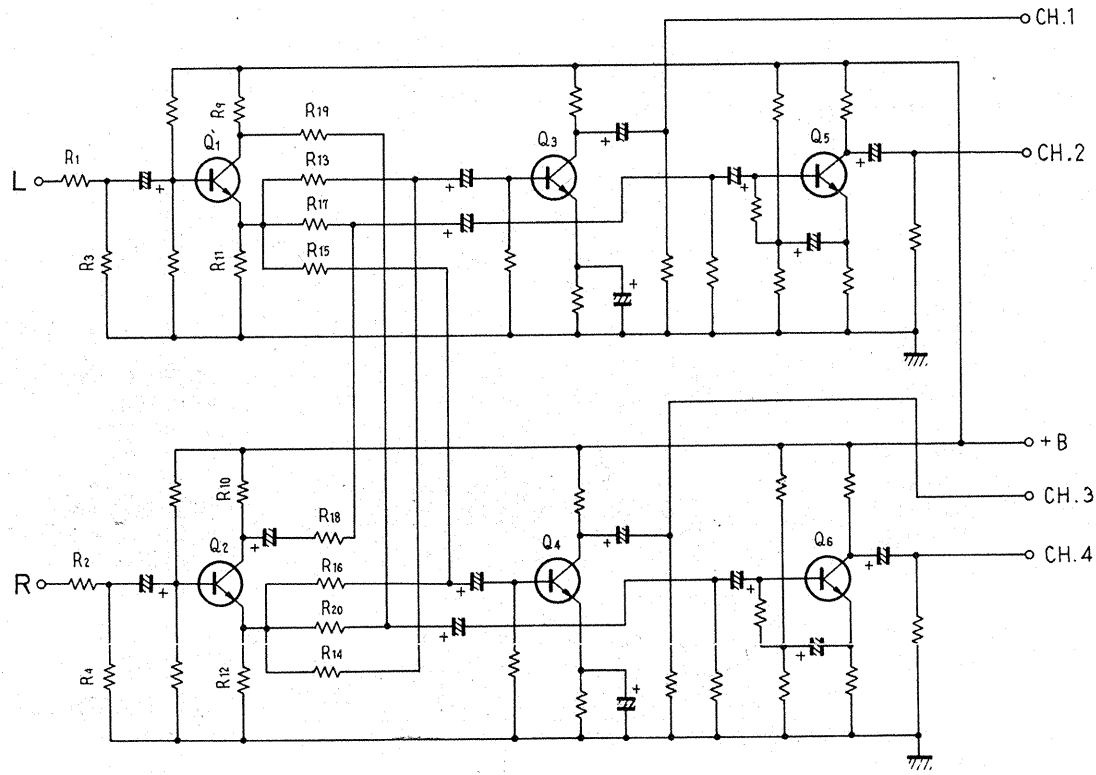 CH.1
R9
R19
Q1
Q3
Q5
R1
R13
CH.2
L
+
+
+
+
+
R17
+
R3
R11
R15
+
+
+B
R10
CH.3
R18
+
+
Q2
Q4
Q6
R2
R16
CH.4
R
+
+
+
+
R20
+
R4
R12
R14
+
+